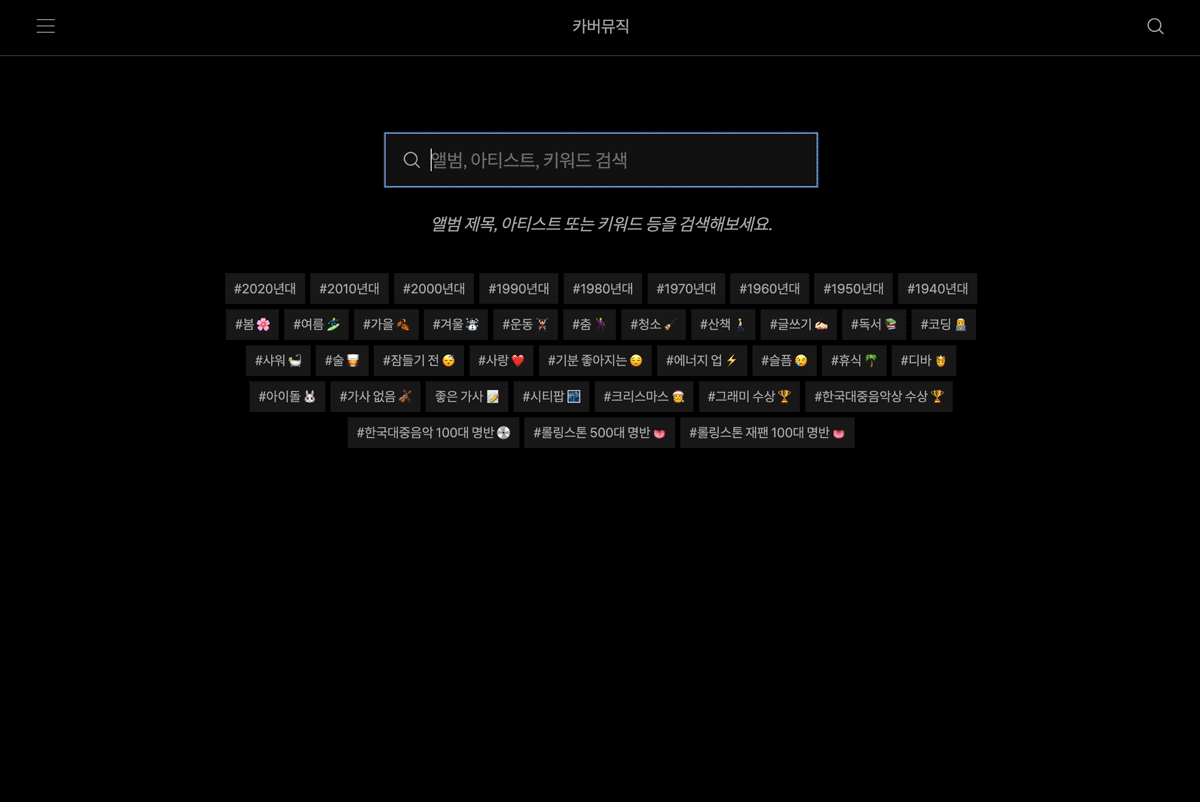 카버뮤직
앨범, 아티스트, 키워드 검색
앨범 제목, 아티스트 또는 키워드 등을 검색해보세요.
#2020년대 #2010년대 #2000년대 #1990년대 #1980년대 #1970년대 #1960년대 #1950년대 #1940년대
#봄🌸 #여름🏄 #가을🍂 #겨울☃️ #운동🏋️ #춤🕺 #청소🧹 #산책🚶 #글쓰기✍🏻 #독서📚 #코딩👩‍💻
#샤워🛀 #술🥃 #잠들기 전😴 #사랑❤️ #기분 좋아지는😌 #에너지 업⚡ #슬픔😢 #휴식🌴 #디바👸
#아이돌🐰 #가사 없음🎻 좋은 가사📝 #시티팝🌃 #크리스마스🎅 #그래미 수상🏆 #한국대중음악상 수상🏆
#한국대중음악 100대 명반💿 #롤링스톤 500대 명반👅 #롤링스톤 재팬 100대 명반👅